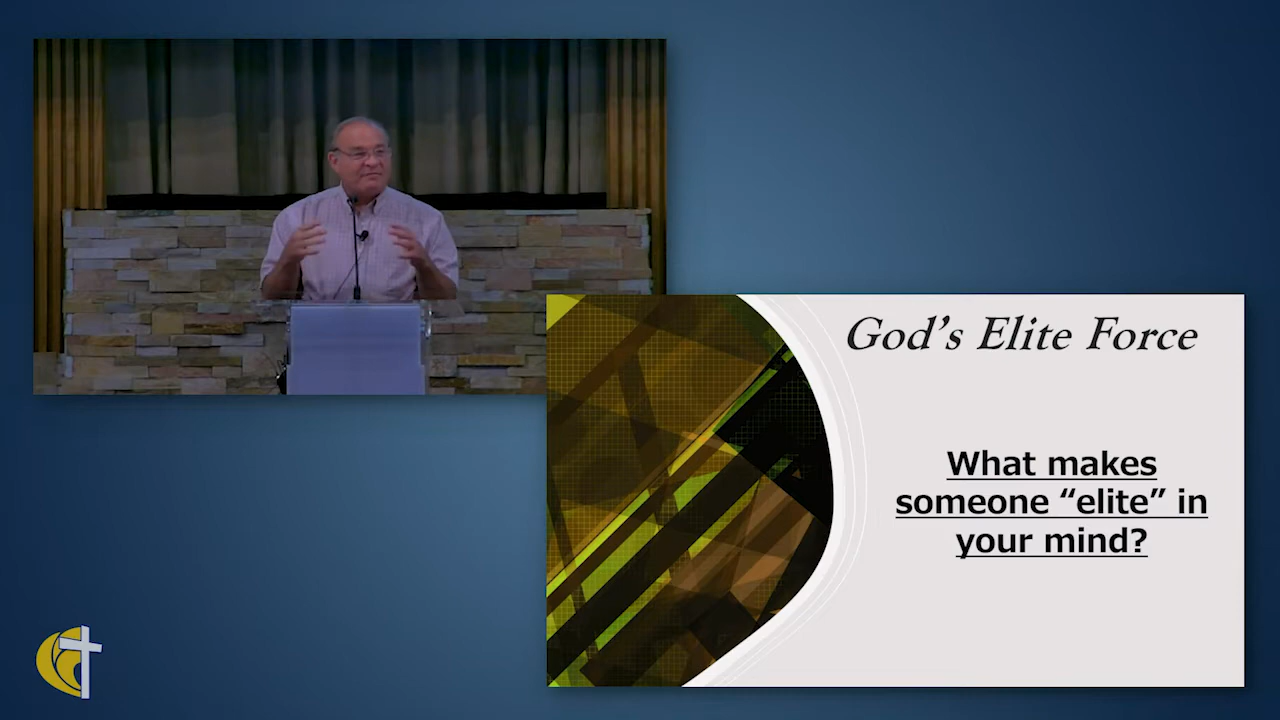 God's Elite Force
What makes
someone “elite” in
your mind?